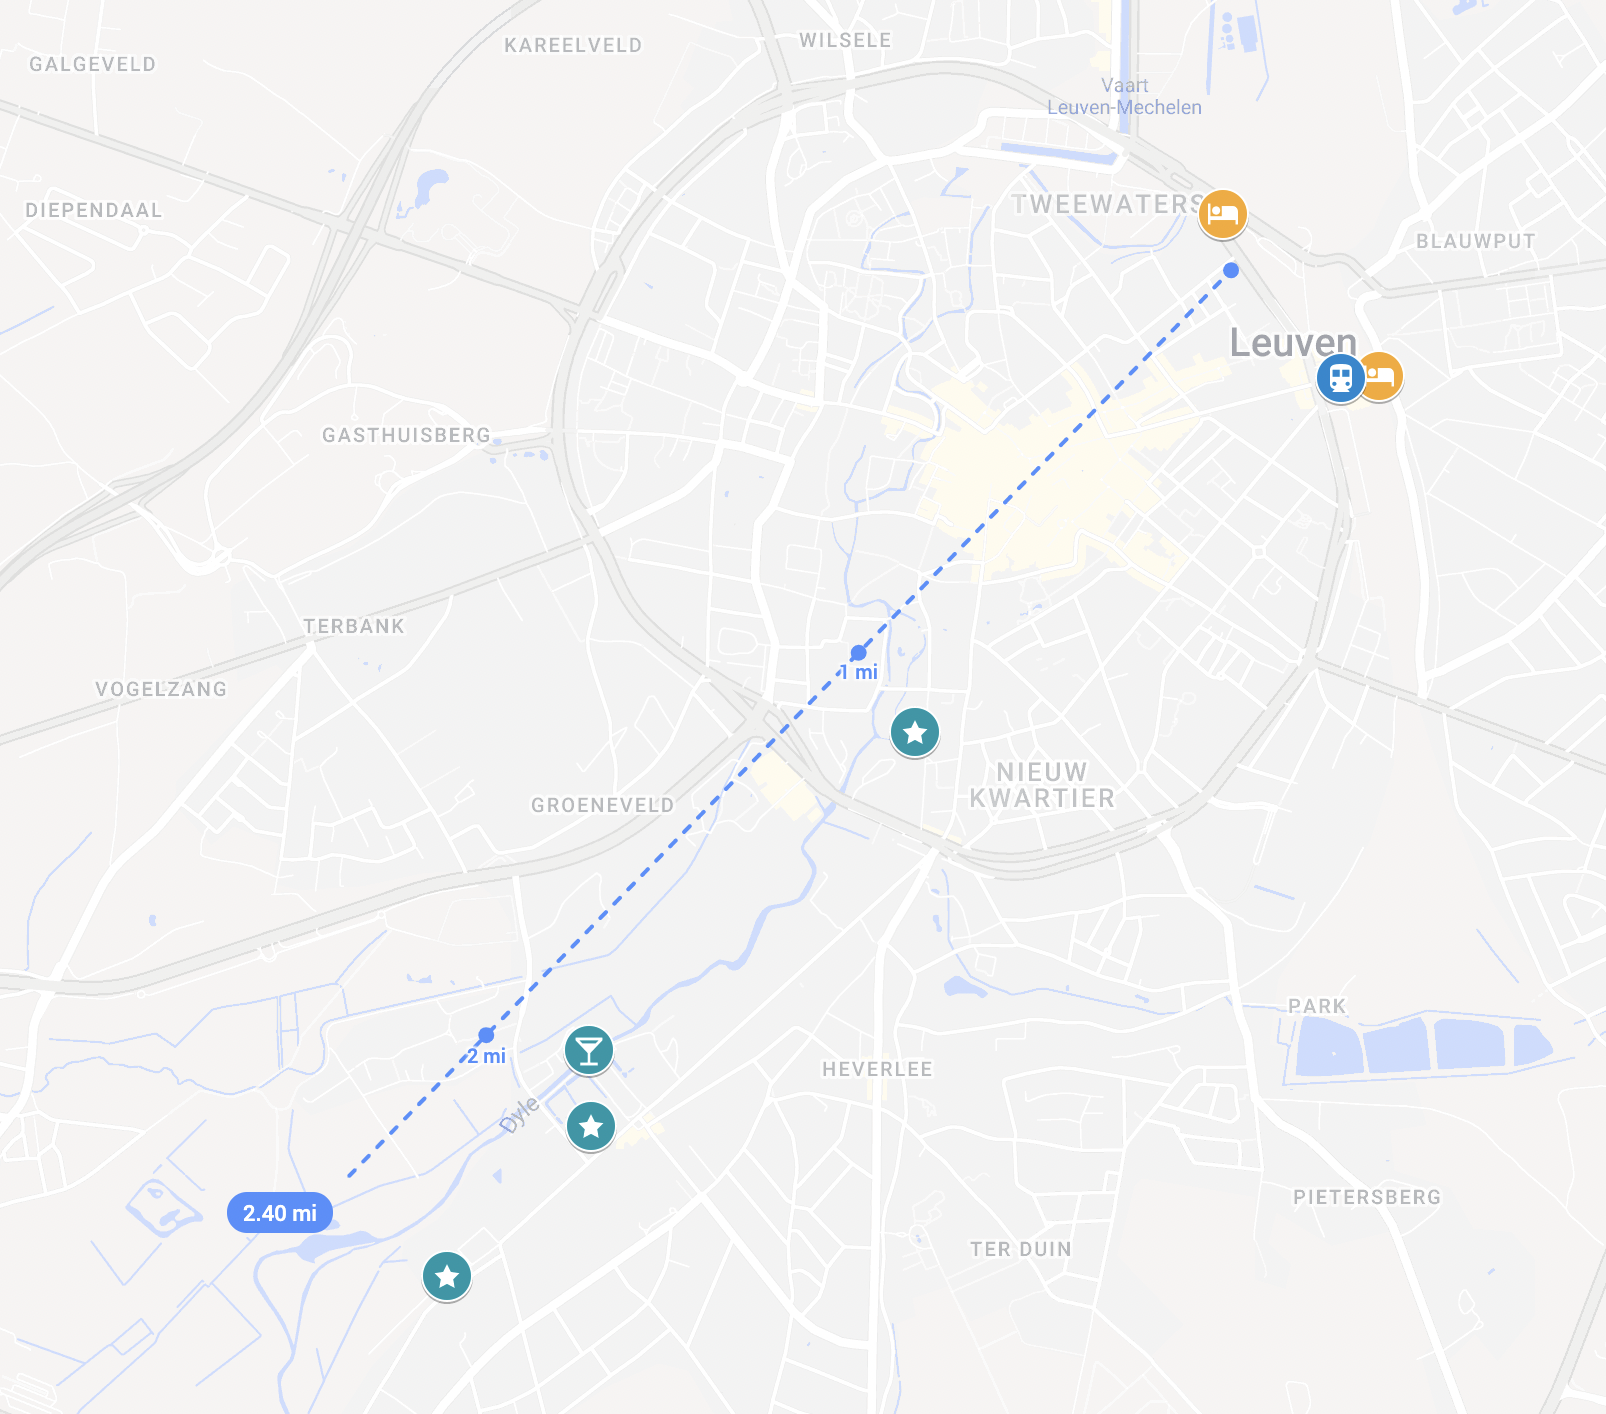 KAREELVELD
WILSELE
GALGEVELD
Vaart
Leuven-Mechelen
DIEPENDAAL
TWEEWATERS
BLAUWPUT
Leuven
GASTHUISBERG
TERBANK
1 mi
VOGELZANG
NIEUW
KWARTIER
GROENEVELD
PARK
2 mi
HEVERLEE
Dyle
PIETERSBERG
2.40 mi
TER DUIN